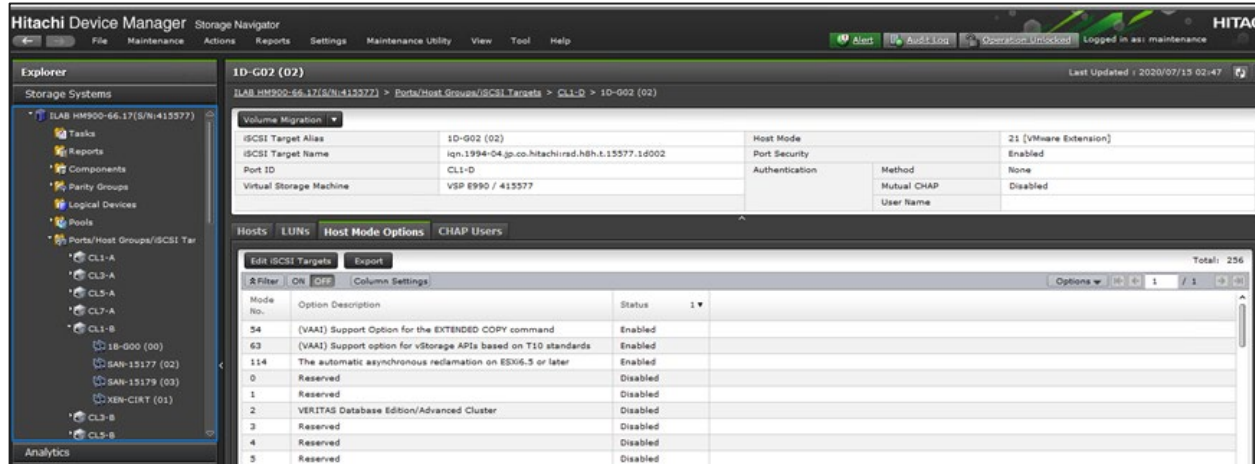 Hitachi Device Manager Storage Navigator
HITAC
File Maintenance Actions Reports Settings Maintenance Utility View Tool Help
Alert Audit Log Operation Unlocked Logged in as: maintenance
Explorer
Storage Systems
ILAB HM900-66.17(S/N:415577)
Tasks
Reports
Components
Parity Groups
Logical Devices
Pools
Ports/Host Groups/iSCSI Tar
CL1-A
CL3-A
CL5-A
CL7-A
CL1-B
1B-G00 (00)
SAN-15177 (02)
SAN-15179 (03)
XEN-CIRT (01)
CL3-B
CL5-B
Analytics
1D-G02 (02)
Last Updated : 2020/07/15 02:47
ILAB HM900-66.17(S/N:415577) > Ports/Host Groups/iSCSI Targets > CL1-D > 1D-G02 (02)
Volume Migration
iSCSI Target Alias 1D-G02 (02) Host Mode 21 [VMware Extension]
iSCSI Target Name iqn.1994-04.jp.co.hitachi:rsd.h8h.t.15577.1d002 Port Security Enabled
Port ID CL1-D Authentication Method None
Virtual Storage Machine VSP E990 / 415577 Mutual CHAP Disabled
User Name
Hosts LUNs Host Mode Options CHAP Users
Edit iSCSI Targets Export Total: 256
Filter ON OFF Column Settings Options 1 / 1
Mode No. Option Description Status 1
54 (VAAI) Support Option for the EXTENDED COPY command Enabled
63 (VAAI) Support option for vStorage APIs based on T10 standards Enabled
114 The automatic asynchronous reclamation on ESXi6.5 or later Enabled
0 Reserved Disabled
1 Reserved Disabled
2 VERITAS Database Edition/Advanced Cluster Disabled
3 Reserved Disabled
4 Reserved Disabled
5 Reserved Disabled